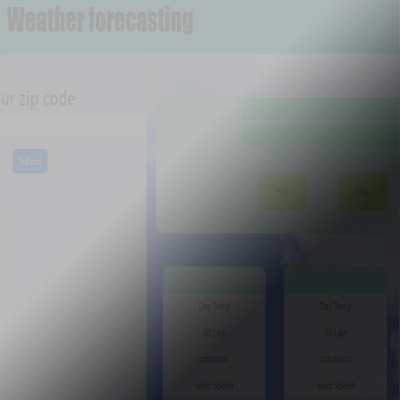 Weather forecasting
ur zip code
Submit
Day Temp
Day Temp
fill Like
fill Like
condition
condition
wind Speed
wind Speed